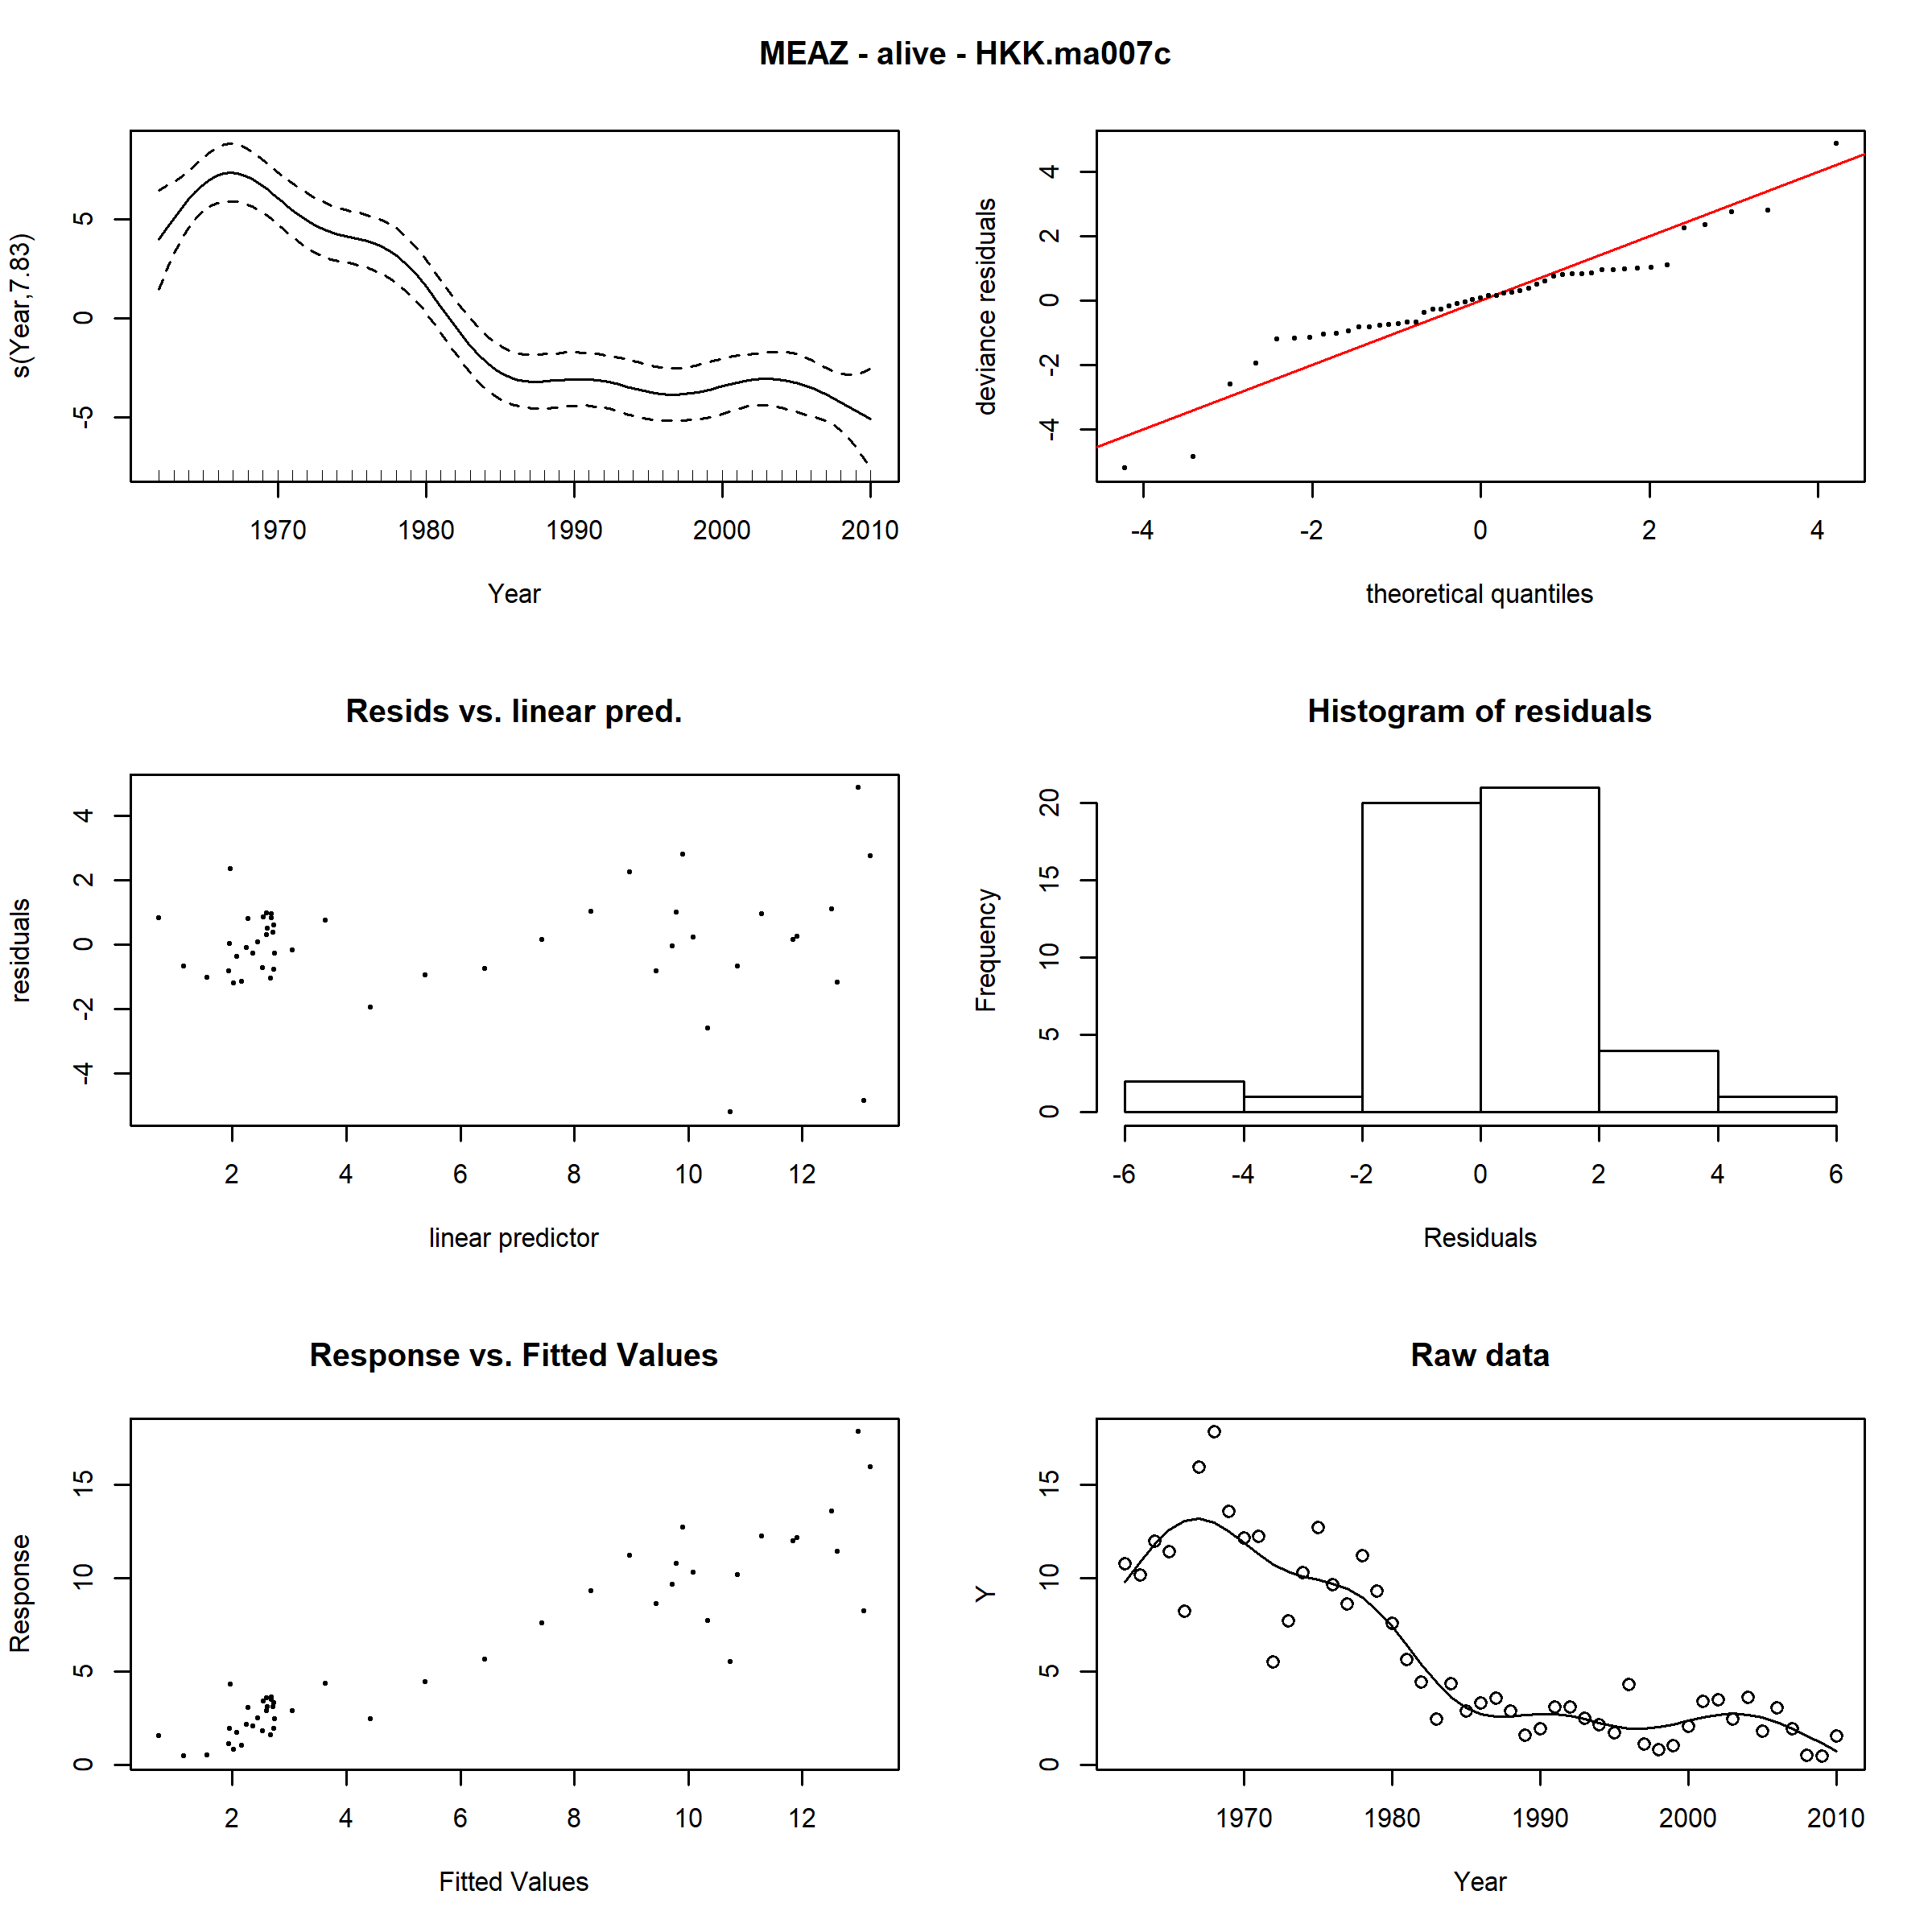 MEAZ - alive - HKK.ma007c
s(Year,7.83)
5
0
-5
1970 1980 1990 2000 2010
Year
deviance residuals
4
2
0
-2
-4
-4 -2 0 2 4
theoretical quantiles
Resids vs. linear pred.
residuals
4
2
0
-2
-4
2 4 6 8 10 12
linear predictor
Histogram of residuals
Frequency
20
15
10
5
0
-6 -4 -2 0 2 4 6
Residuals
Response vs. Fitted Values
Response
15
10
5
0
2 4 6 8 10 12
Fitted Values
Raw data
Y
15
10
5
0
1970 1980 1990 2000 2010
Year